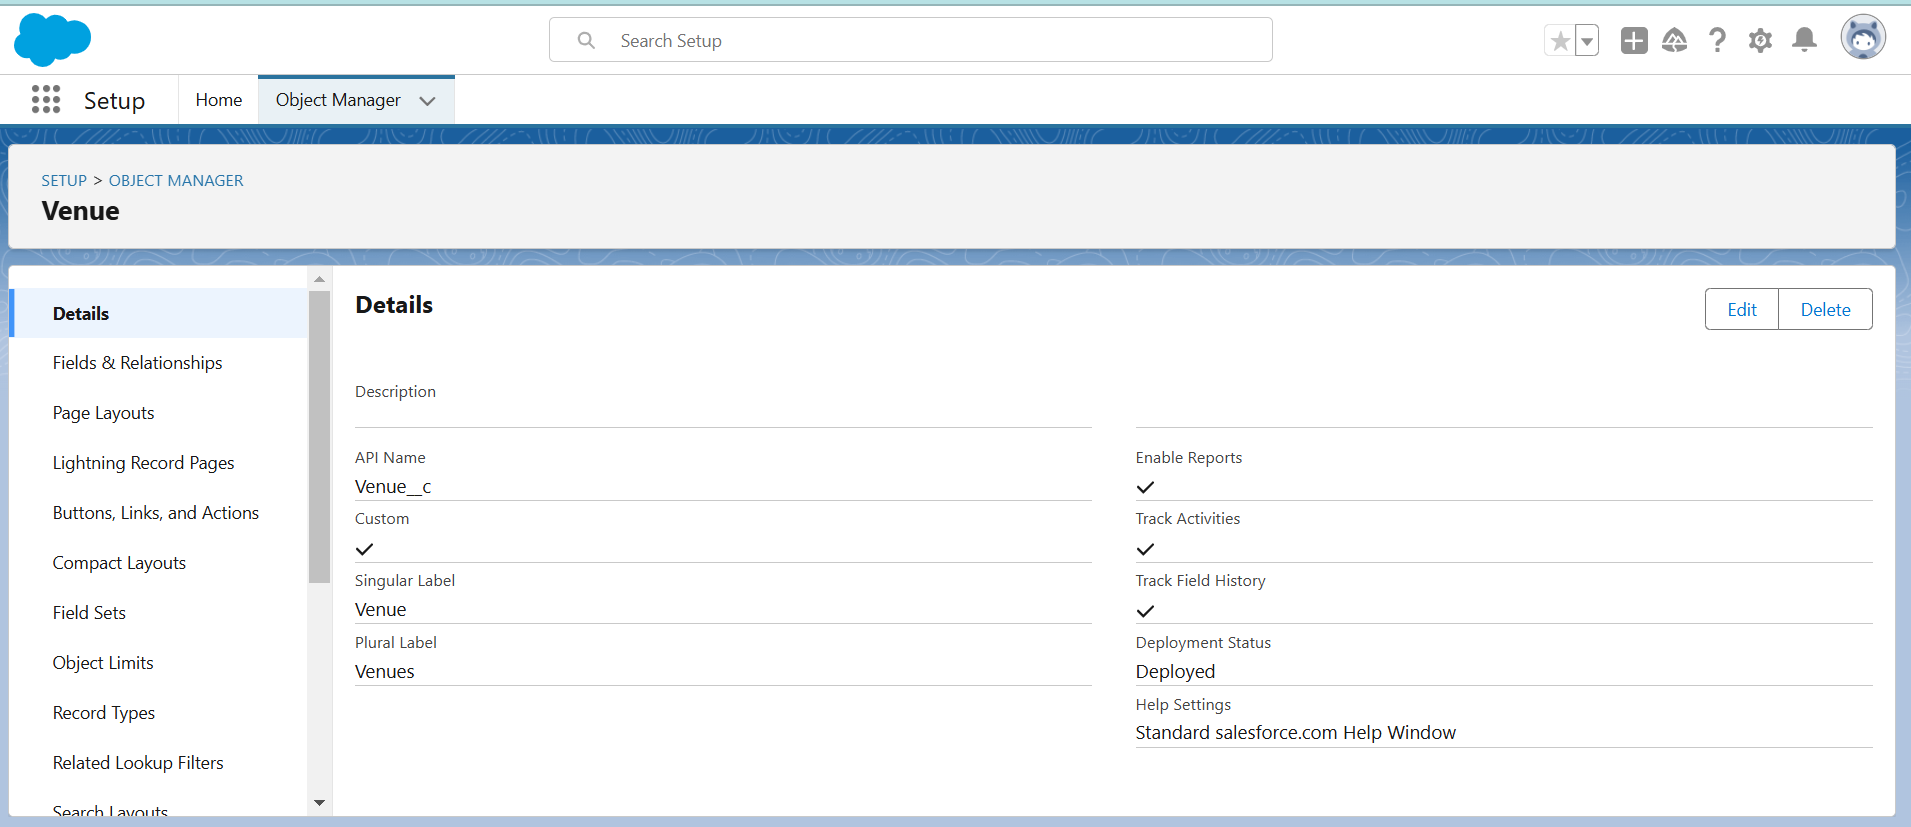 Search Setup
Setup
Home
Object Manager
SETUP > OBJECT MANAGER
Venue
Details
Fields & Relationships
Page Layouts
Lightning Record Pages
Buttons, Links, and Actions
Compact Layouts
Field Sets
Object Limits
Record Types
Related Lookup Filters
Search Layouts
Details
Edit
Delete
Description
API Name
Venue__c
Custom
Singular Label
Venue
Plural Label
Venues
Enable Reports
Track Activities
Track Field History
Deployment Status
Deployed
Help Settings
Standard salesforce.com Help Window